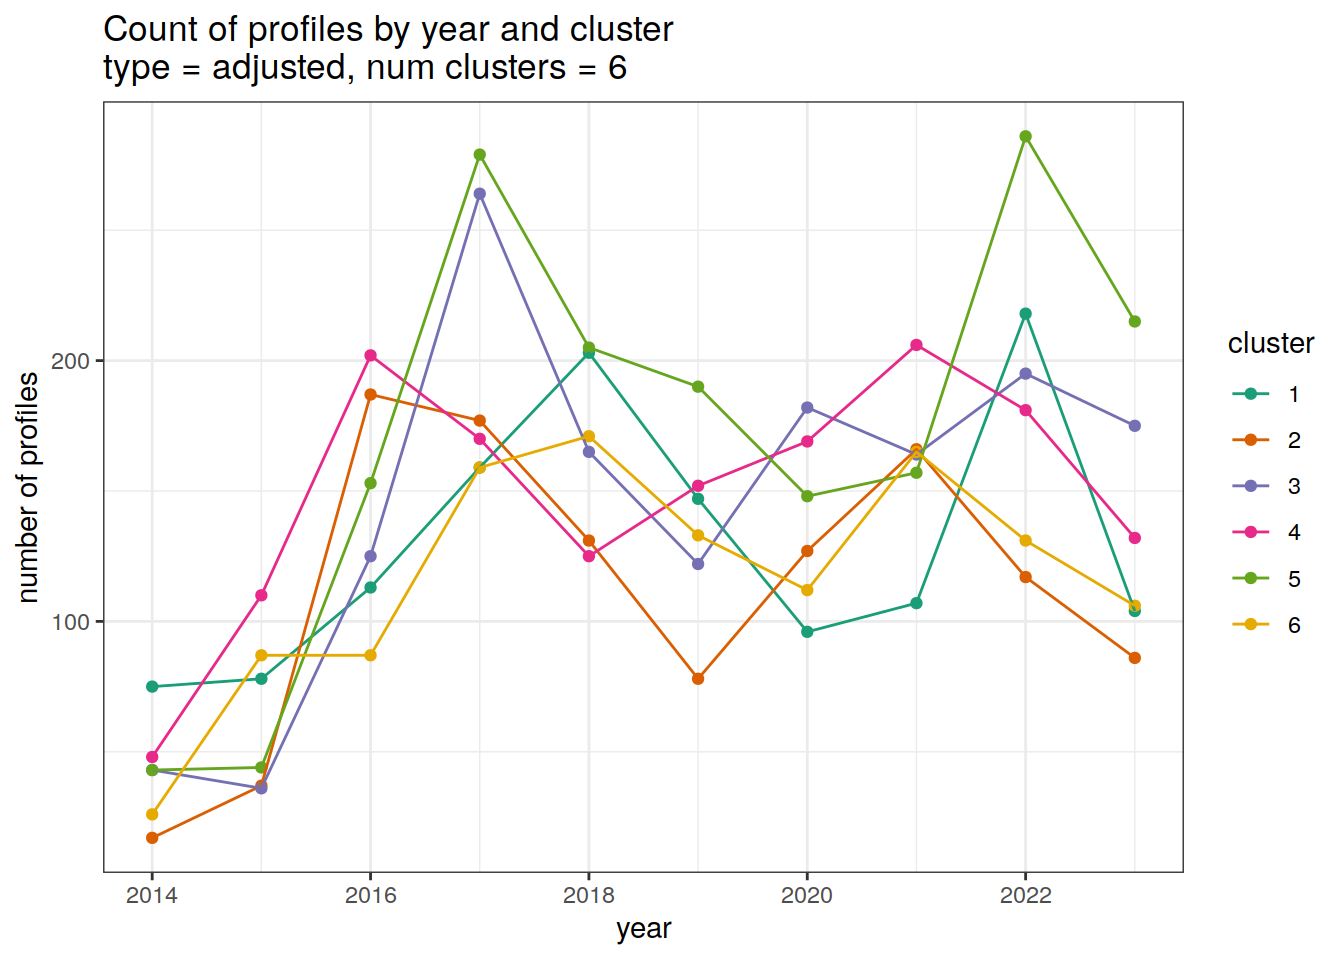 Count of profiles by year and cluster
type = adjusted, num clusters = 6
number of profiles
200
100
2014
2016
2018
2020
2022
year
cluster
1
2
3
4
5
6